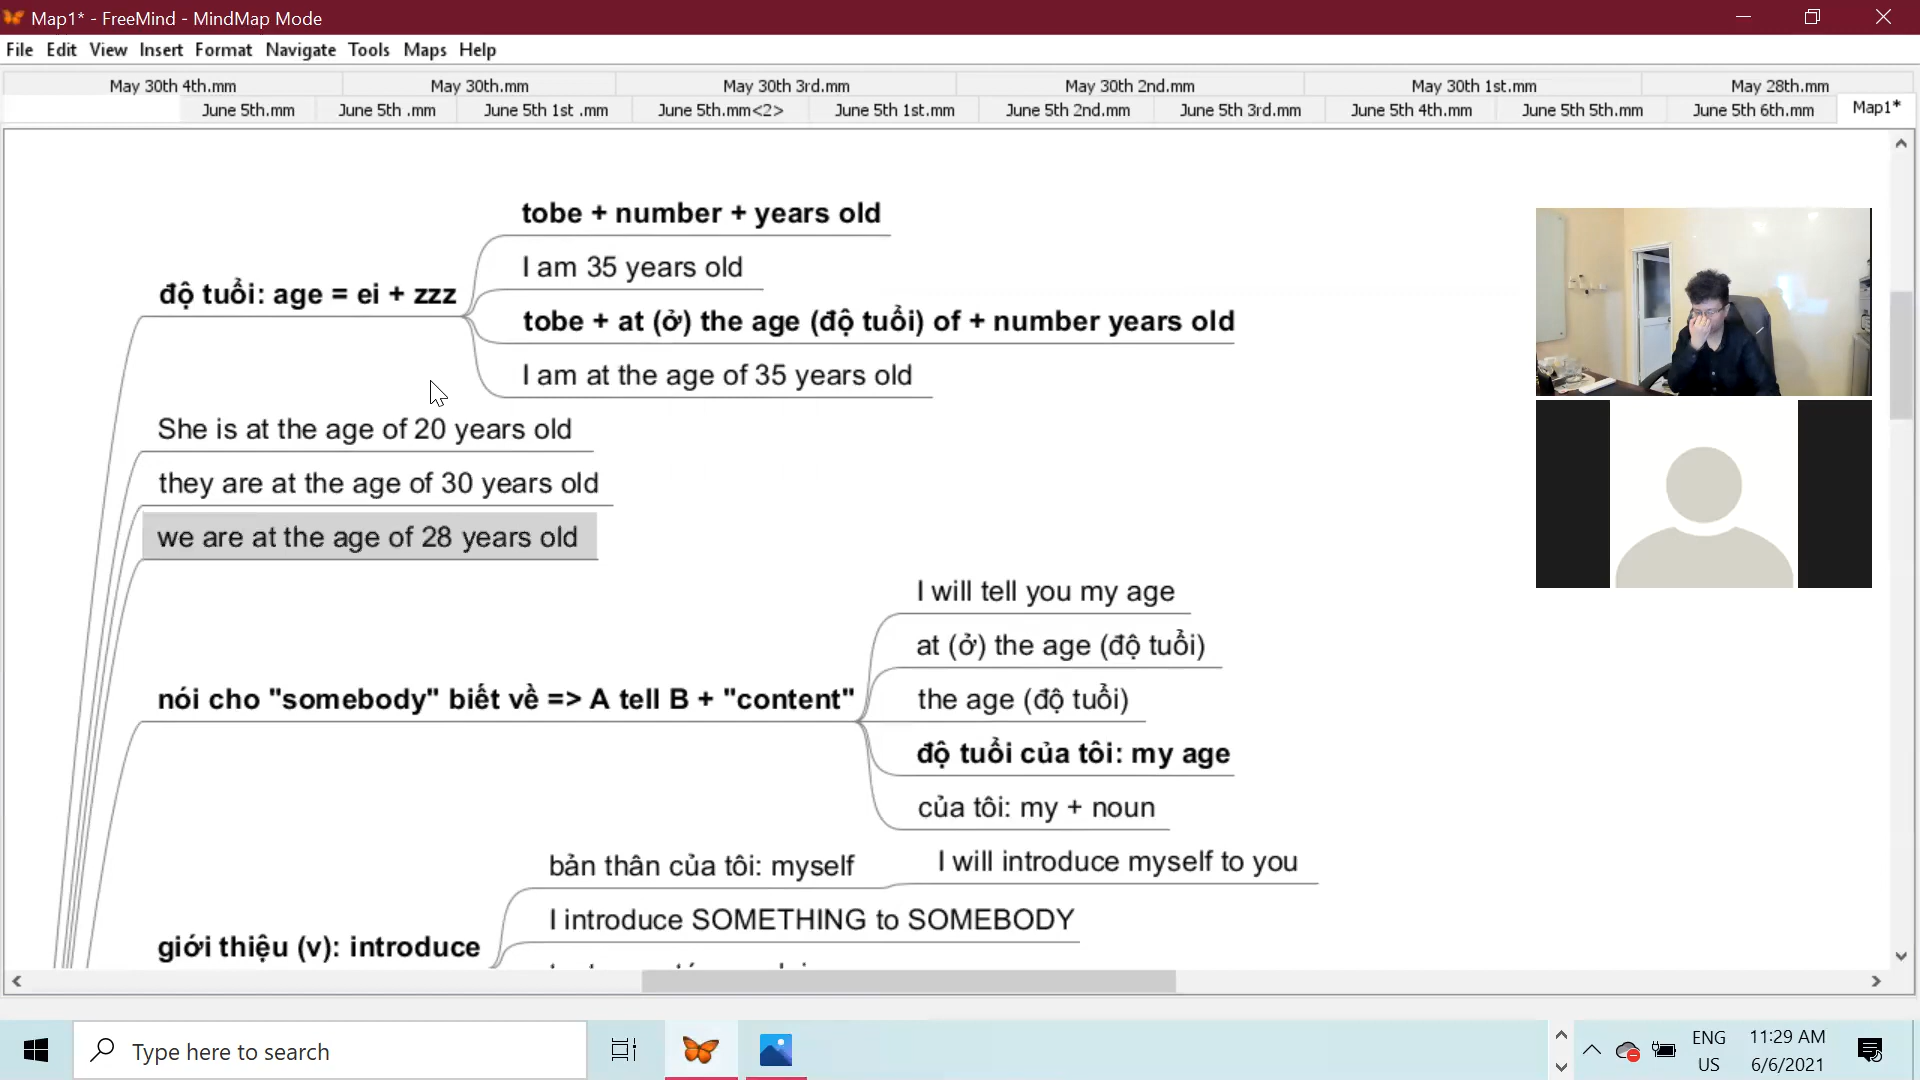 Map1* - FreeMind - MindMap Mode
File Edit View Insert Format Navigate Tools Maps Help
May 30th 4th.mm May 30th.mm May 30th 3rd.mm May 30th 2nd.mm May 30th 1st.mm May 28th.mm
June 5th.mm June 5th .mm June 5th 1st .mm June 5th.mm<2> June 5th 1st.mm June 5th 2nd.mm June 5th 3rd.mm June 5th 4th.mm June 5th 5th.mm June 5th 6th.mm Map1*
tobe + number + years old
I am 35 years old
độ tuổi: age = ei + zzz
tobe + at (ở) the age (độ tuổi) of + number years old
I am at the age of 35 years old
She is at the age of 20 years old
they are at the age of 30 years old
we are at the age of 28 years old
I will tell you my age
at (ở) the age (độ tuổi)
nói cho "somebody" biết về => A tell B + "content"
the age (độ tuổi)
độ tuổi của tôi: my age
của tôi: my + noun
bản thân của tôi: myself
I will introduce myself to you
I introduce SOMETHING to SOMEBODY
giới thiệu (v): introduce
Type here to search
ENG
US
11:29 AM
6/6/2021